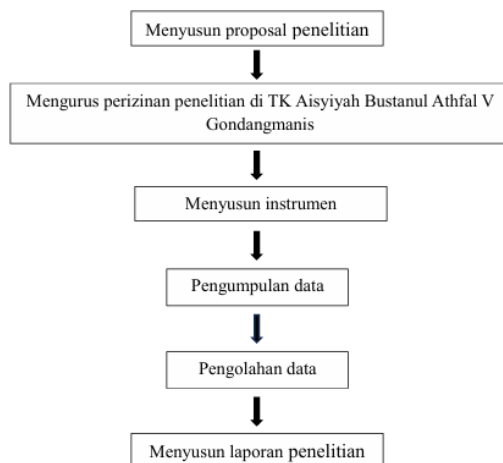 Menyusun proposal penelitian
Mengurus perizinan penelitian di TK Aisyiyah Bustanul Athfal V
Gondangmanis
Menyusun instrumen
Pengumpulan data
Pengolahan data
Menyusun laporan penelitian